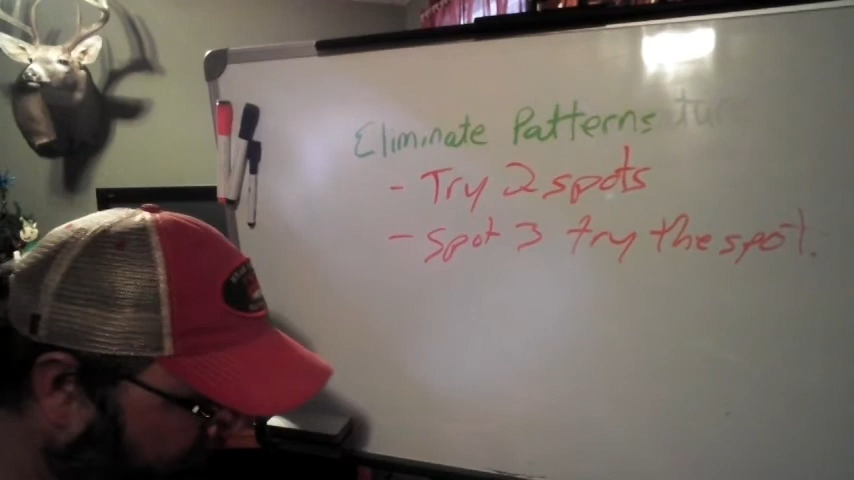 Eliminate Patterns
- Try 2 spots
- Spot 3 try the spot.